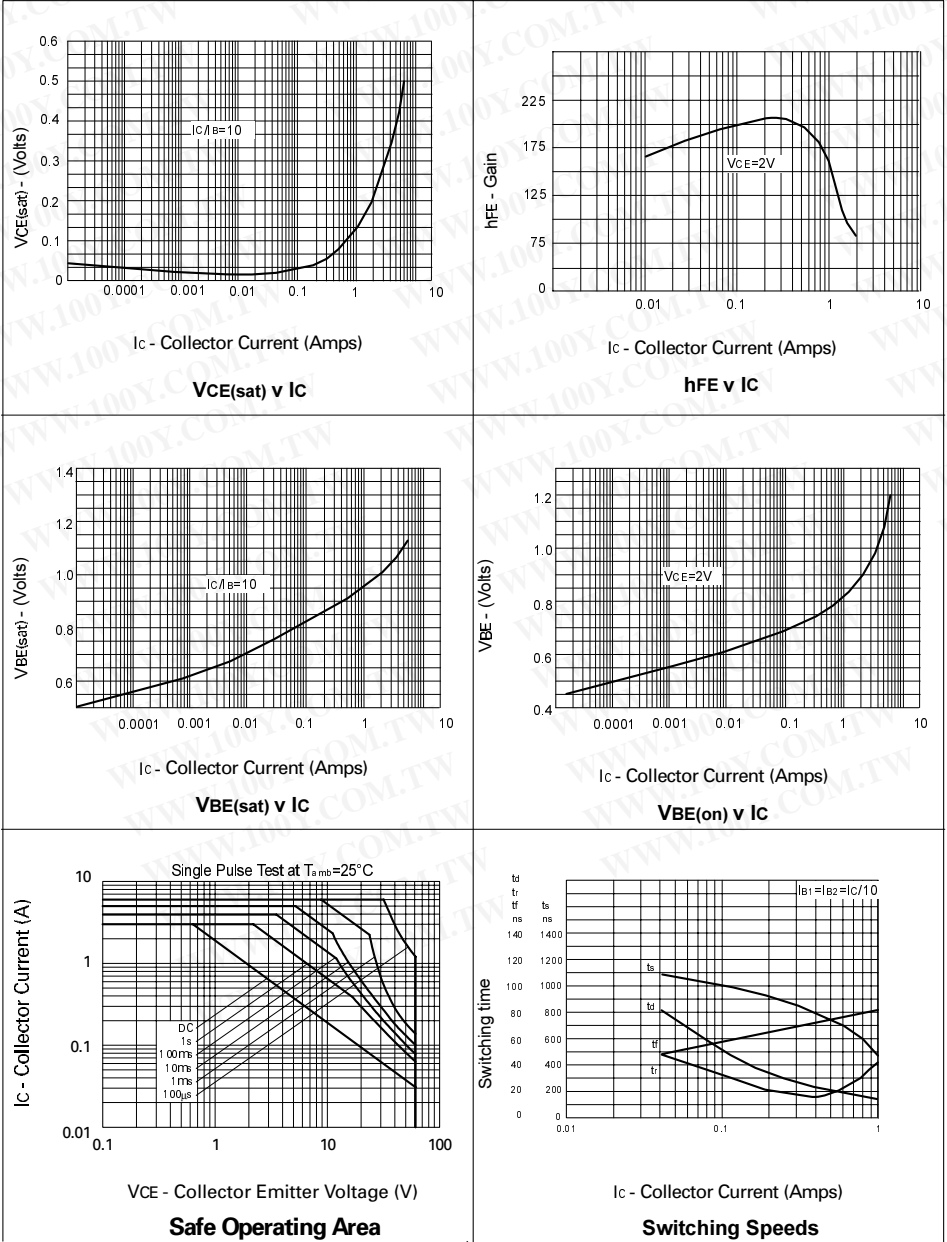 0.6
0.5
0.4
0.3
0.2
0.1
0
VCE(sat) - (Volts)
IC/IB=10
0.0001 0.001 0.01 0.1 1 10
IC - Collector Current (Amps)
VCE(sat) v IC
225
175
125
75
0
hFE - Gain
VCE=2V
0.01 0.1 1 10
IC - Collector Current (Amps)
hFE v IC
1.4
1.2
1.0
0.8
0.6
VBE(sat) - (Volts)
IC/IB=10
0.0001 0.001 0.01 0.1 1 10
IC - Collector Current (Amps)
VBE(sat) v IC
1.2
1.0
0.8
0.6
0.4
VBE - (Volts)
VCE=2V
0.0001 0.001 0.01 0.1 1 10
IC - Collector Current (Amps)
VBE(on) v IC
Single Pulse Test at Tamb=25°C
10
1
0.1
0.01
IC - Collector Current (A)
DC
1s
100ms
10ms
1ms
100µs
0.1 1 10 100
VCE - Collector Emitter Voltage (V)
Safe Operating Area
td
tr
tf ts
ns ns
140 1400
120 1200
100 1000
80 800
60 600
40 400
20 200
0 0
Switching time
IB1=IB2=IC/10
ts
td
tf
tr
0.01 0.1 1
IC - Collector Current (Amps)
Switching Speeds
WWW.100Y.COM.TW